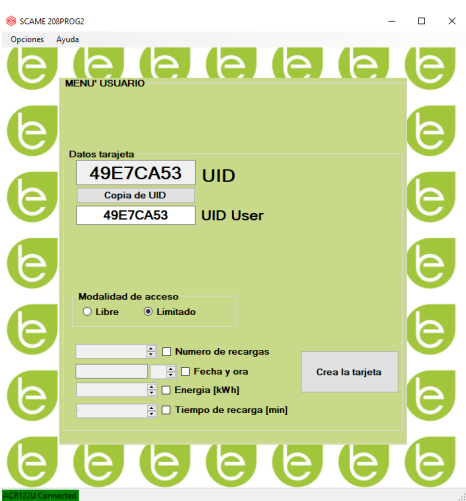 SCAME 208PROG2
Opciones Ayuda
MENU' USUARIO
Datos tarajeta
49E7CA53 UID
Copia de UID
49E7CA53 UID User
Modalidad de acceso
Libre Limitado
Numero de recargas
Fecha y ora
Energia [kWh]
Tiempo de recarga [min]
Crea la tarjeta
ACR122U Connected